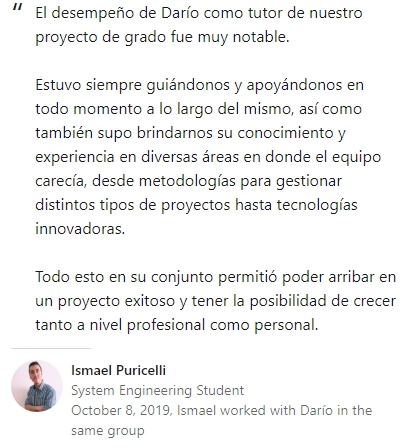 “ El desempeño de Darío como tutor de nuestro
proyecto de grado fue muy notable.
Estuvo siempre guiándonos y apoyándonos en
todo momento a lo largo del mismo, así como
también supo brindarnos su conocimiento y
experiencia en diversas áreas en donde el equipo
carecía, desde metodologías para gestionar
distintos tipos de proyectos hasta tecnologías
innovadoras.
Todo esto en su conjunto permitió poder arribar en
un proyecto exitoso y tener la posibilidad de crecer
tanto a nivel profesional como personal.
Ismael Puricelli
System Engineering Student
October 8, 2019, Ismael worked with Darío in the
same group